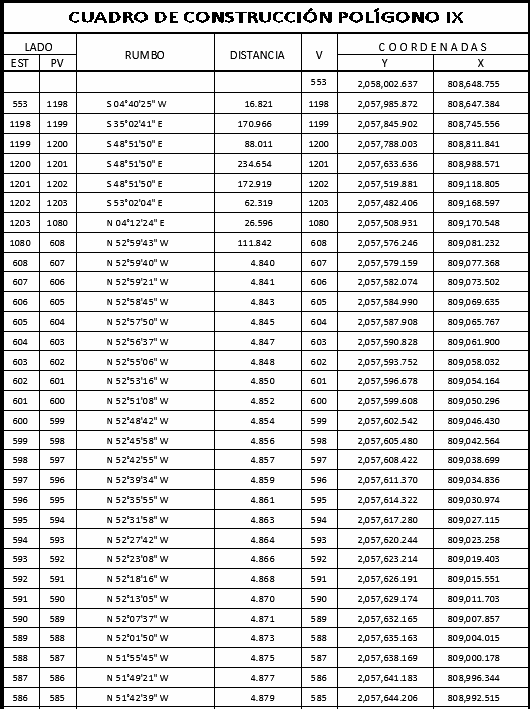 CUADRO DE CONSTRUCCIÓN POLÍGONO IX
LADO RUMBO DISTANCIA V COORDENADAS
EST PV Y X
553 2,058,002.637 808,648.755
553 1198 S 04°40'25" W 16.821 1198 2,057,985.872 808,647.384
1198 1199 S 35°02'41" E 170.966 1199 2,057,845.902 808,745.556
1199 1200 S 48°51'50" E 88.011 1200 2,057,788.003 808,811.841
1200 1201 S 48°51'50" E 234.654 1201 2,057,633.636 808,988.571
1201 1202 S 48°51'50" E 172.919 1202 2,057,519.881 809,118.805
1202 1203 S 53°02'04" E 62.319 1203 2,057,482.406 809,168.597
1203 1080 N 04°12'24" E 26.596 1080 2,057,508.931 809,170.548
1080 608 N 52°59'43" W 111.842 608 2,057,576.246 809,081.232
608 607 N 52°59'40" W 4.840 607 2,057,579.159 809,077.368
607 606 N 52°59'21" W 4.841 606 2,057,582.074 809,073.502
606 605 N 52°58'45" W 4.843 605 2,057,584.990 809,069.635
605 604 N 52°57'50" W 4.845 604 2,057,587.908 809,065.767
604 603 N 52°56'37" W 4.847 603 2,057,590.828 809,061.900
603 602 N 52°55'06" W 4.848 602 2,057,593.752 809,058.032
602 601 N 52°53'16" W 4.850 601 2,057,596.678 809,054.164
601 600 N 52°51'08" W 4.852 600 2,057,599.608 809,050.296
600 599 N 52°48'42" W 4.854 599 2,057,602.542 809,046.430
599 598 N 52°45'58" W 4.856 598 2,057,605.480 809,042.564
598 597 N 52°42'55" W 4.857 597 2,057,608.422 809,038.699
597 596 N 52°39'34" W 4.859 596 2,057,611.370 809,034.836
596 595 N 52°35'55" W 4.861 595 2,057,614.322 809,030.974
595 594 N 52°31'58" W 4.863 594 2,057,617.280 809,027.115
594 593 N 52°27'42" W 4.864 593 2,057,620.244 809,023.258
593 592 N 52°23'08" W 4.866 592 2,057,623.214 809,019.403
592 591 N 52°18'16" W 4.868 591 2,057,626.191 809,015.551
591 590 N 52°13'05" W 4.870 590 2,057,629.174 809,011.703
590 589 N 52°07'37" W 4.871 589 2,057,632.165 809,007.857
589 588 N 52°01'50" W 4.873 588 2,057,635.163 809,004.015
588 587 N 51°55'45" W 4.875 587 2,057,638.169 809,000.178
587 586 N 51°49'21" W 4.877 586 2,057,641.183 808,996.344
586 585 N 51°42'39" W 4.879 585 2,057,644.206 808,992.515